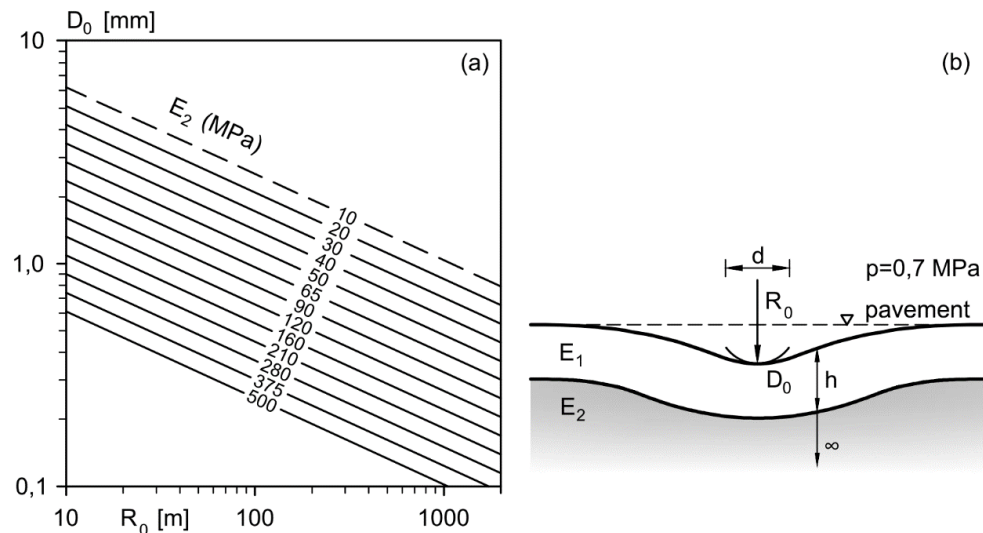 D₀ [mm]
10
(a)
E₂ (MPa)
10
20
30
40
50
65
90
120
160
210
280
375
500
1,0
0,1
10
R₀ [m]
100
1000
(b)
d
p=0,7 MPa
R₀
pavement
E₁
D₀
h
E₂
∞